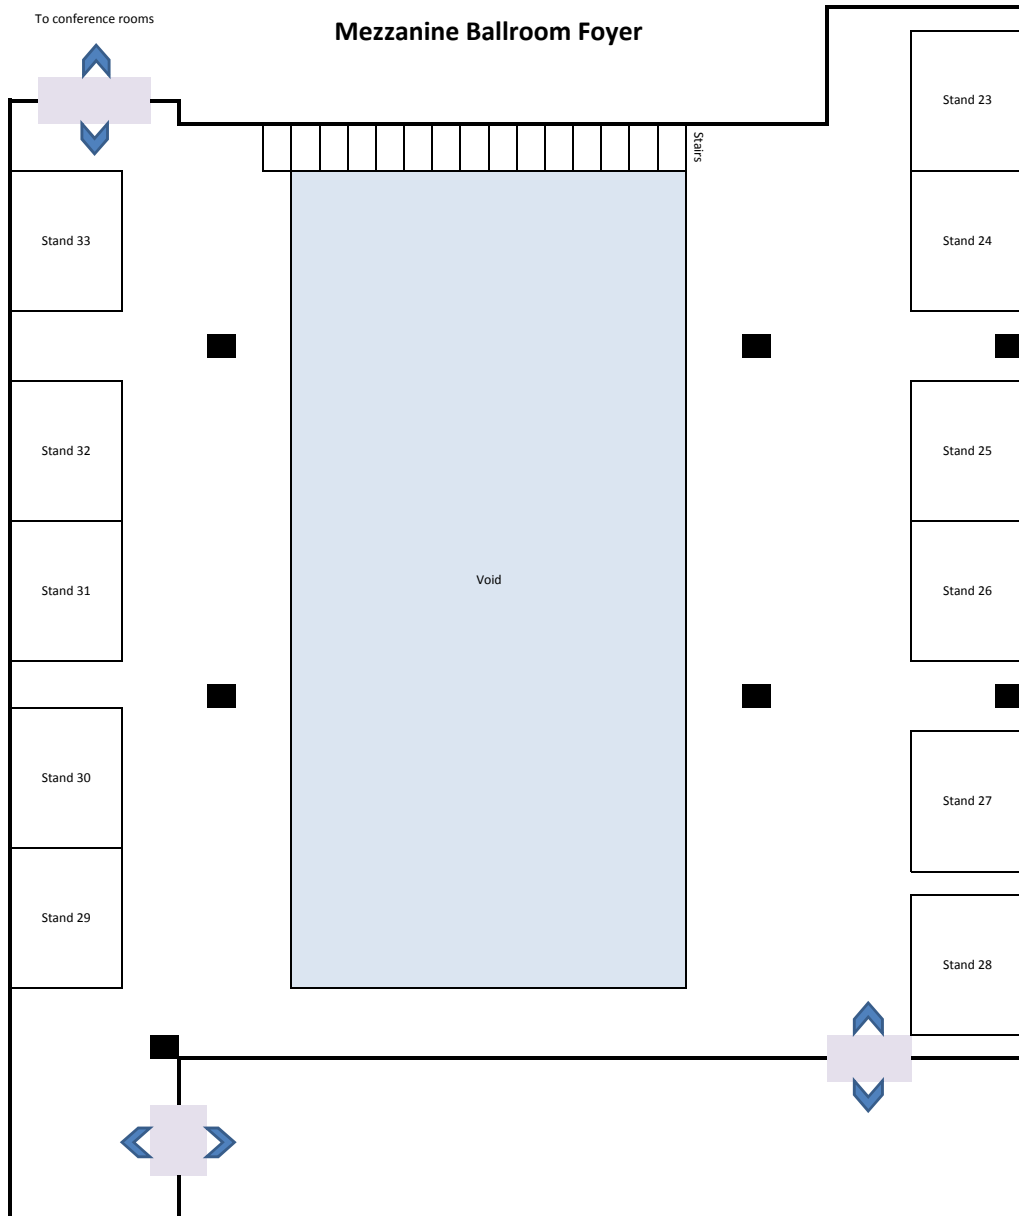 To conference rooms
Mezzanine Ballroom Foyer
Stand 23
Stairs
Stand 33
Stand 24
Stand 32
Stand 25
Void
Stand 31
Stand 26
Stand 30
Stand 27
Stand 29
Stand 28